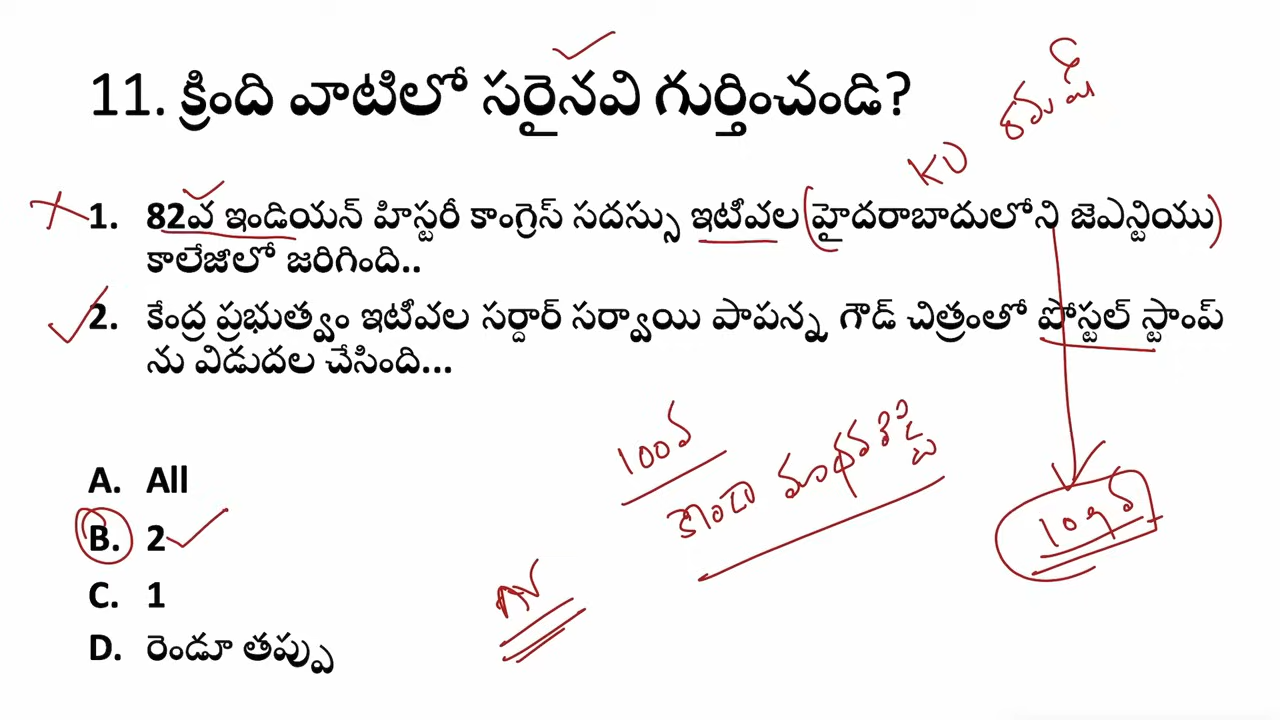 11. క్రింది వాటిలో సరైనవి గుర్తించండి?
KU
1. 82వ ఇండియన్ హిస్టరీ కాంగ్రెస్ సదస్సు ఇటీవల (హైదరాబాదులోని జెఎన్టియు)
కాలేజీలో జరిగింది..
2. కేంద్ర ప్రభుత్వం ఇటీవల సర్దార్ సర్వాయి పాపన్న గౌడ్ చిత్రంతో పోస్టల్ స్టాంప్
ను విడుదల చేసింది...
100వ
కొండా మాధవరెడ్డి
A. All
B. 2
C. 1
D. రెండూ తప్పు